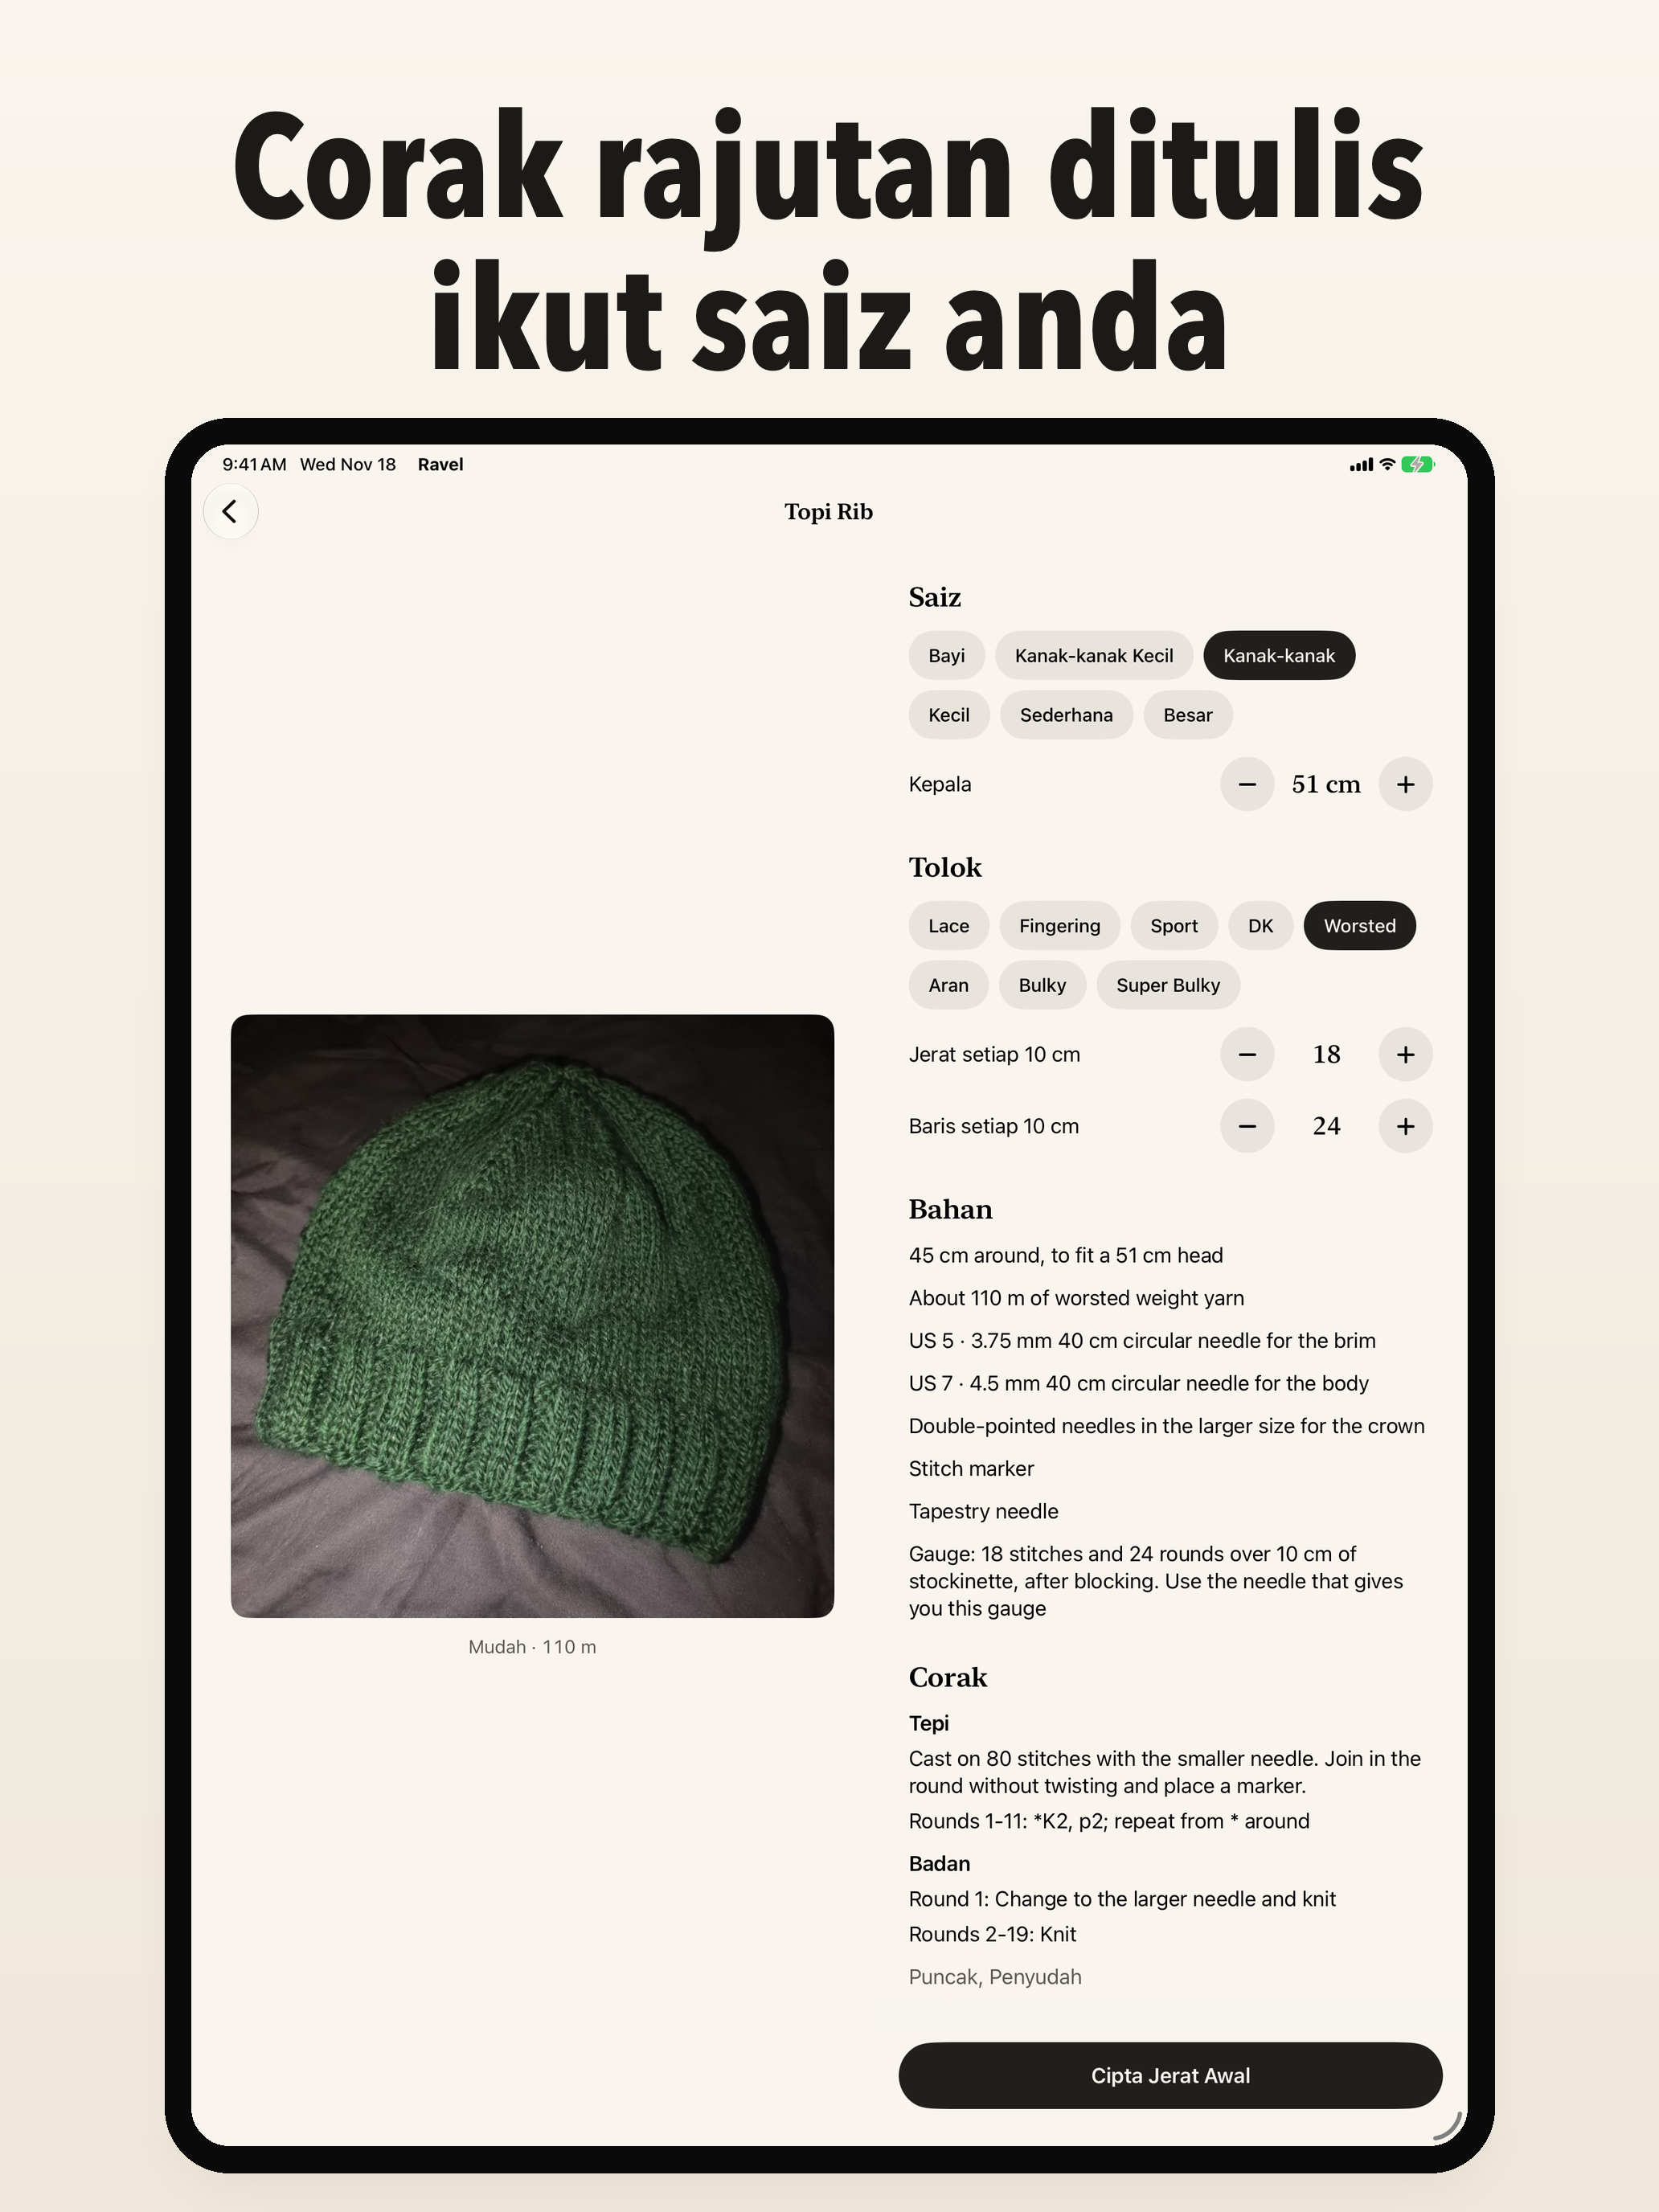 Corak rajutan ditulis
ikut saiz anda
9:41 AM Wed Nov 18 Ravel
Topi Rib
Saiz
Bayi Kanak-kanak Kecil Kanak-kanak
Kecil Sederhana Besar
Kepala − 51 cm +
Tolok
Lace Fingering Sport DK Worsted
Aran Bulky Super Bulky
Jerat setiap 10 cm − 18 +
Baris setiap 10 cm − 24 +
Bahan
45 cm around, to fit a 51 cm head
About 110 m of worsted weight yarn
US 5 · 3.75 mm 40 cm circular needle for the brim
US 7 · 4.5 mm 40 cm circular needle for the body
Double-pointed needles in the larger size for the crown
Stitch marker
Tapestry needle
Gauge: 18 stitches and 24 rounds over 10 cm of
stockinette, after blocking. Use the needle that gives
you this gauge
Mudah · 110 m
Corak
Tepi
Cast on 80 stitches with the smaller needle. Join in the
round without twisting and place a marker.
Rounds 1-11: *K2, p2; repeat from * around
Badan
Round 1: Change to the larger needle and knit
Rounds 2-19: Knit
Puncak, Penyudah
Cipta Jerat Awal